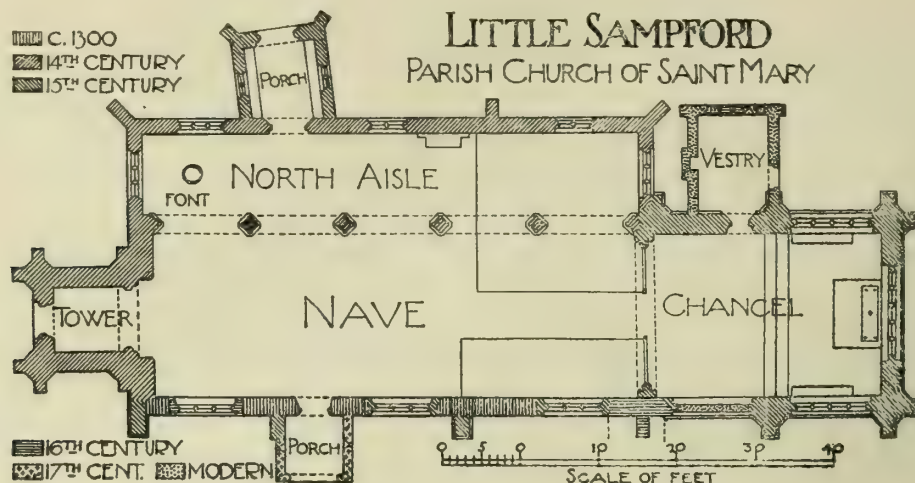 LITTLE SAMPFORD
PARISH CHURCH OF SAINT MARY
C. 1300
14TH CENTURY
15TH CENTURY
PORCH
VESTRY
NORTH AISLE
FONT
TOWER
NAVE
CHANCEL
PORCH
16TH CENTURY
17TH CENT. MODERN
10 5 0 10 20 30 40
SCALE OF FEET